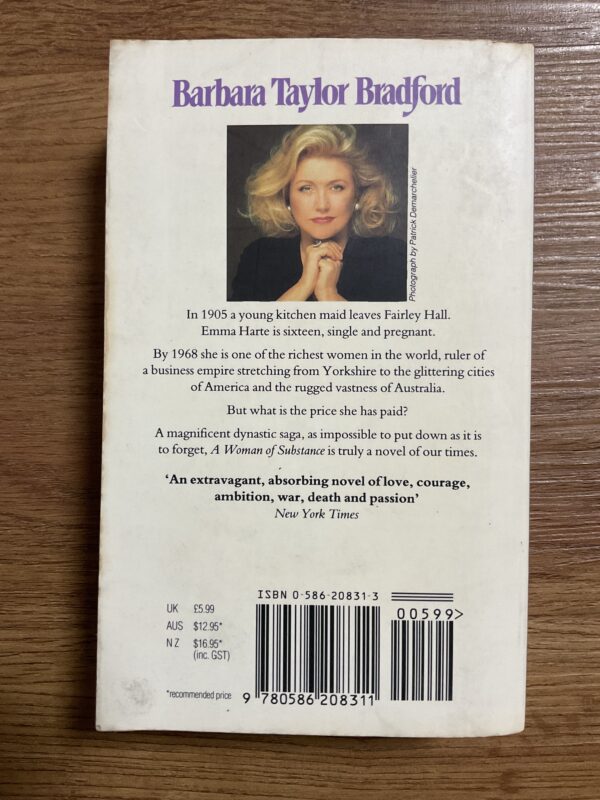 Barbara Taylor Bradford
Photograph by Patrick Demarchelier
In 1905 a young kitchen maid leaves Fairley Hall.
Emma Harte is sixteen, single and pregnant.
By 1968 she is one of the richest women in the world, ruler of
a business empire stretching from Yorkshire to the glittering cities
of America and the rugged vastness of Australia.
But what is the price she has paid?
A magnificent dynastic saga, as impossible to put down as it is
to forget, A Woman of Substance is truly a novel of our times.
‘An extravagant, absorbing novel of love, courage,
ambition, war, death and passion’
New York Times
ISBN 0-586-20831-3
00599>
UK £5.99
AUS $12.95*
NZ $16.95*
(inc. GST)
*recommended price
9 780586 208311